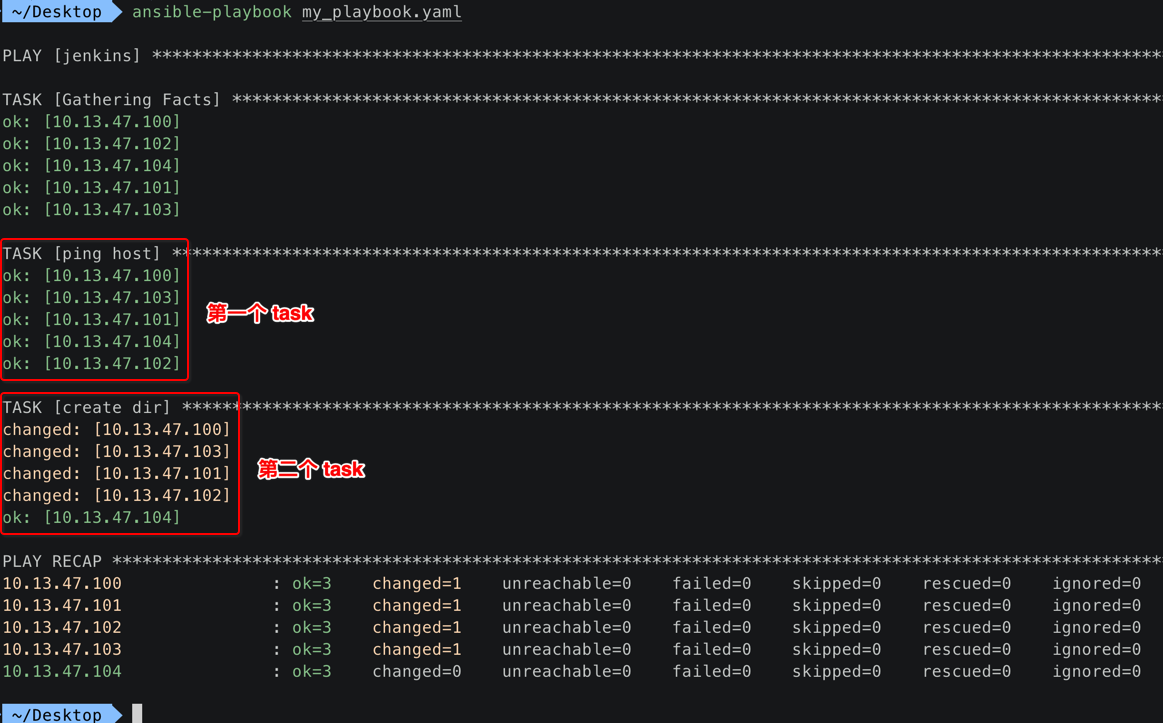 ~/Desktop ansible-playbook my_playbook.yaml
PLAY [jenkins] ****************************************************************************************************
TASK [Gathering Facts] ********************************************************************************************
ok: [10.13.47.100]
ok: [10.13.47.102]
ok: [10.13.47.104]
ok: [10.13.47.101]
ok: [10.13.47.103]
TASK [ping host] **************************************************************************************************
ok: [10.13.47.100]
ok: [10.13.47.103]
第一个 task
ok: [10.13.47.101]
ok: [10.13.47.104]
ok: [10.13.47.102]
TASK [create dir] *************************************************************************************************
changed: [10.13.47.100]
changed: [10.13.47.103]
第二个 task
changed: [10.13.47.101]
changed: [10.13.47.102]
ok: [10.13.47.104]
PLAY RECAP ********************************************************************************************************
10.13.47.100 : ok=3 changed=1 unreachable=0 failed=0 skipped=0 rescued=0 ignored=0
10.13.47.101 : ok=3 changed=1 unreachable=0 failed=0 skipped=0 rescued=0 ignored=0
10.13.47.102 : ok=3 changed=1 unreachable=0 failed=0 skipped=0 rescued=0 ignored=0
10.13.47.103 : ok=3 changed=1 unreachable=0 failed=0 skipped=0 rescued=0 ignored=0
10.13.47.104 : ok=3 changed=0 unreachable=0 failed=0 skipped=0 rescued=0 ignored=0
~/Desktop